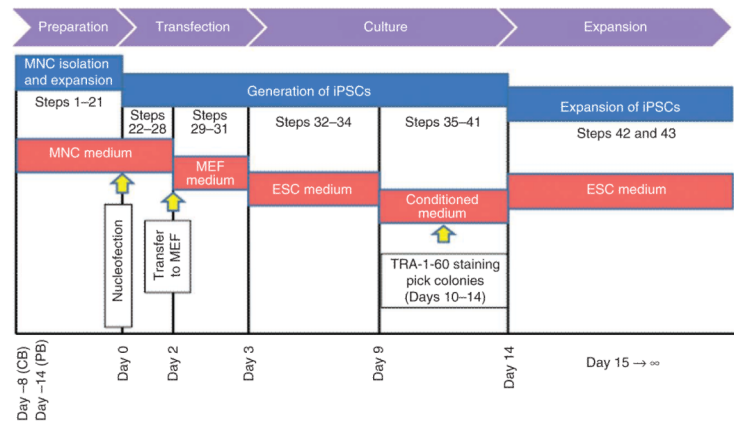 Preparation
Transfection
Culture
Expansion
MNC isolation
and expansion
Generation of iPSCs
Expansion of iPSCs
Steps 1–21
Steps
22–28
Steps
29–31
Steps 32–34
Steps 35–41
Steps 42 and 43
MNC medium
MEF
medium
ESC medium
Conditioned
medium
ESC medium
Nucleofection
Transfer
to MEF
TRA-1-60 staining
pick colonies
(Days 10–14)
Day –8 (CB)
Day –14 (PB)
Day 0
Day 2
Day 3
Day 9
Day 14
Day 15 → ∞